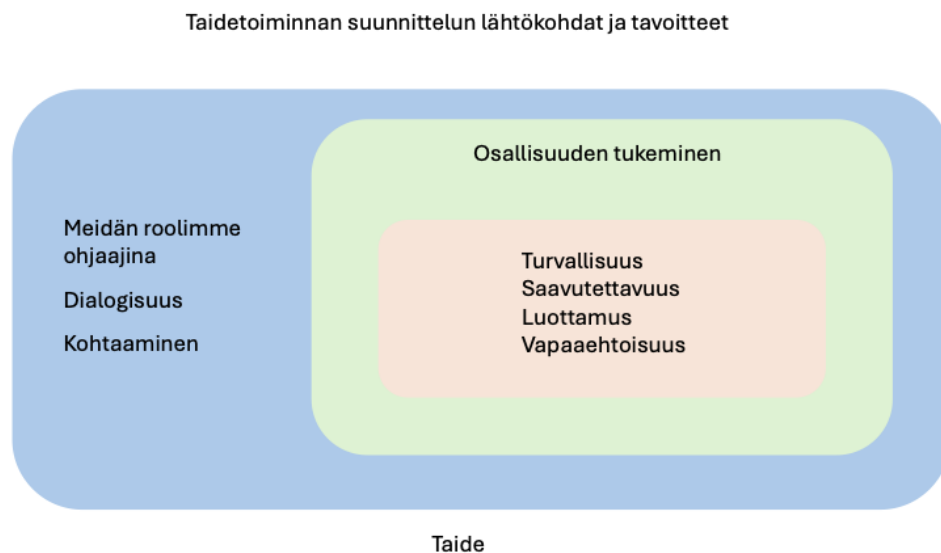 Taidetoiminnan suunnittelun lähtökohdat ja tavoitteet
Osallisuuden tukeminen
Meidän roolimme
ohjaajina
Dialogisuus
Kohtaaminen
Turvallisuus
Saavutettavuus
Luottamus
Vapaaehtoisuus
Taide